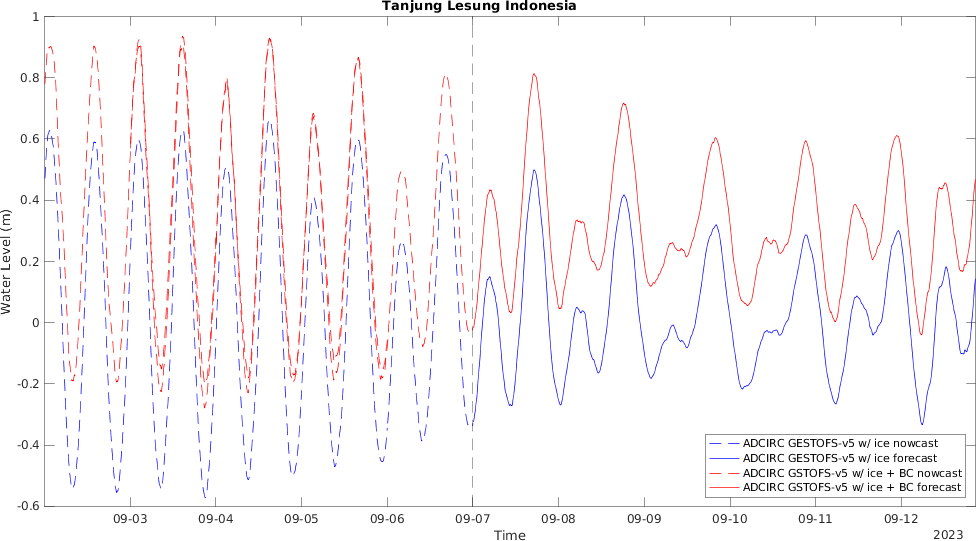 Tanjung Lesung Indonesia
1
0.8
0.6
0.4
0.2
0
-0.2
-0.4
-0.6
Water Level (m)
09-03
09-04
09-05
09-06
09-07
09-08
09-09
09-10
09-11
09-12
Time
2023
ADCIRC GESTOFS-v5 w/ ice nowcast
ADCIRC GESTOFS-v5 w/ ice forecast
ADCIRC GSTOFS-v5 w/ ice + BC nowcast
ADCIRC GSTOFS-v5 w/ ice + BC forecast